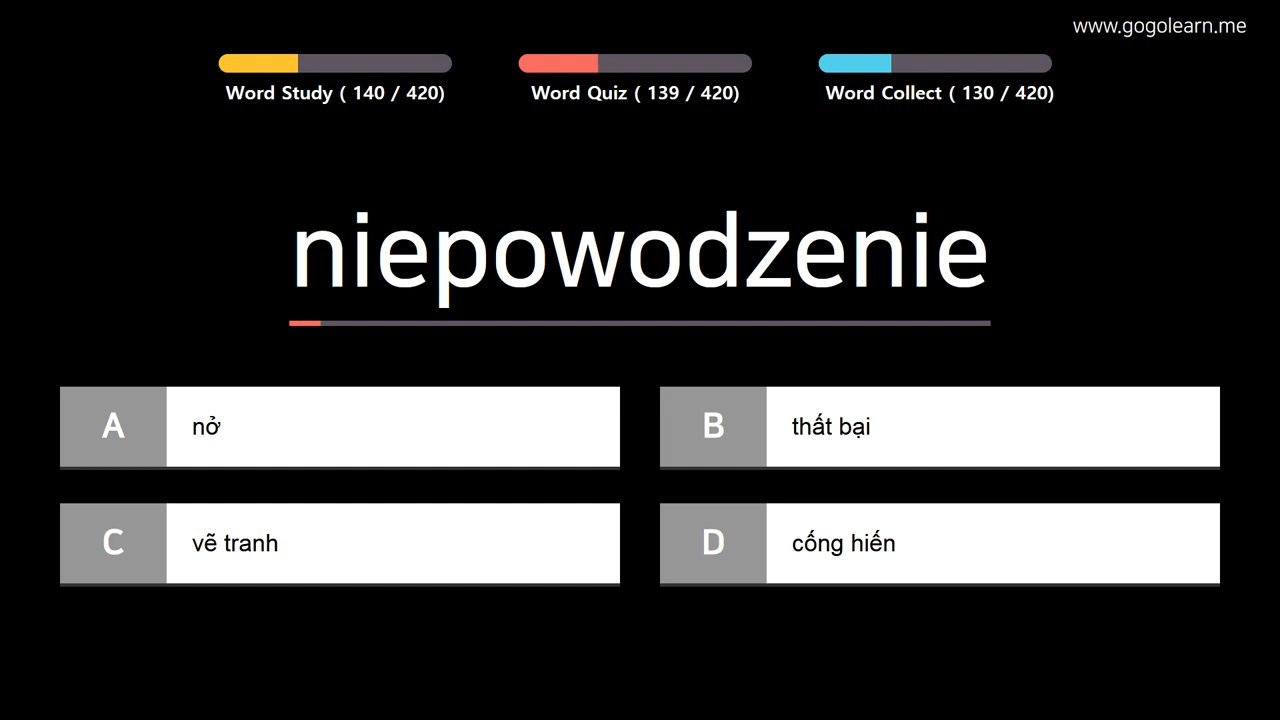 www.gogolearn.me
Word Study ( 140 / 420)
Word Quiz ( 139 / 420)
Word Collect ( 130 / 420)
niepowodzenie
A
nở
B
thất bại
C
vẽ tranh
D
cống hiến